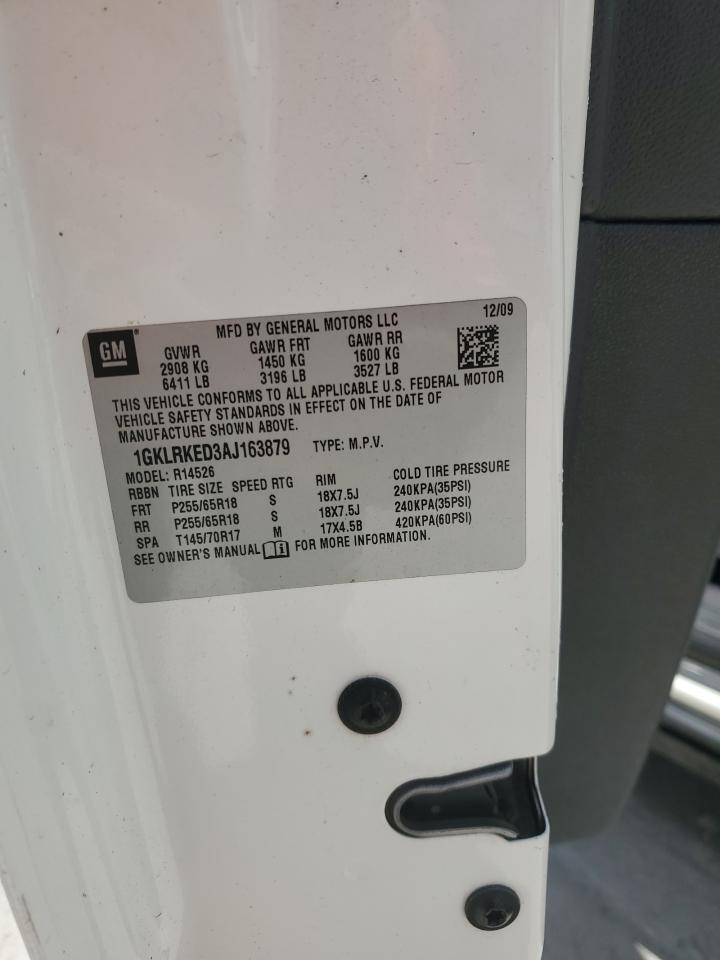 GM
MFD BY GENERAL MOTORS LLC 12/09
GVWR GAWR FRT GAWR RR
2908 KG 1450 KG 1600 KG
6411 LB 3196 LB 3527 LB
THIS VEHICLE CONFORMS TO ALL APPLICABLE U.S. FEDERAL MOTOR
VEHICLE SAFETY STANDARDS IN EFFECT ON THE DATE OF
MANUFACTURE SHOWN ABOVE.
1GKLRKED3AJ163879 TYPE: M.P.V.
MODEL: R14526
RBBN TIRE SIZE SPEED RTG RIM COLD TIRE PRESSURE
FRT P255/65R18 S 18X7.5J 240KPA(35PSI)
RR P255/65R18 S 18X7.5J 240KPA(35PSI)
SPA T145/70R17 M 17X4.5B 420KPA(60PSI)
SEE OWNER'S MANUAL i FOR MORE INFORMATION.